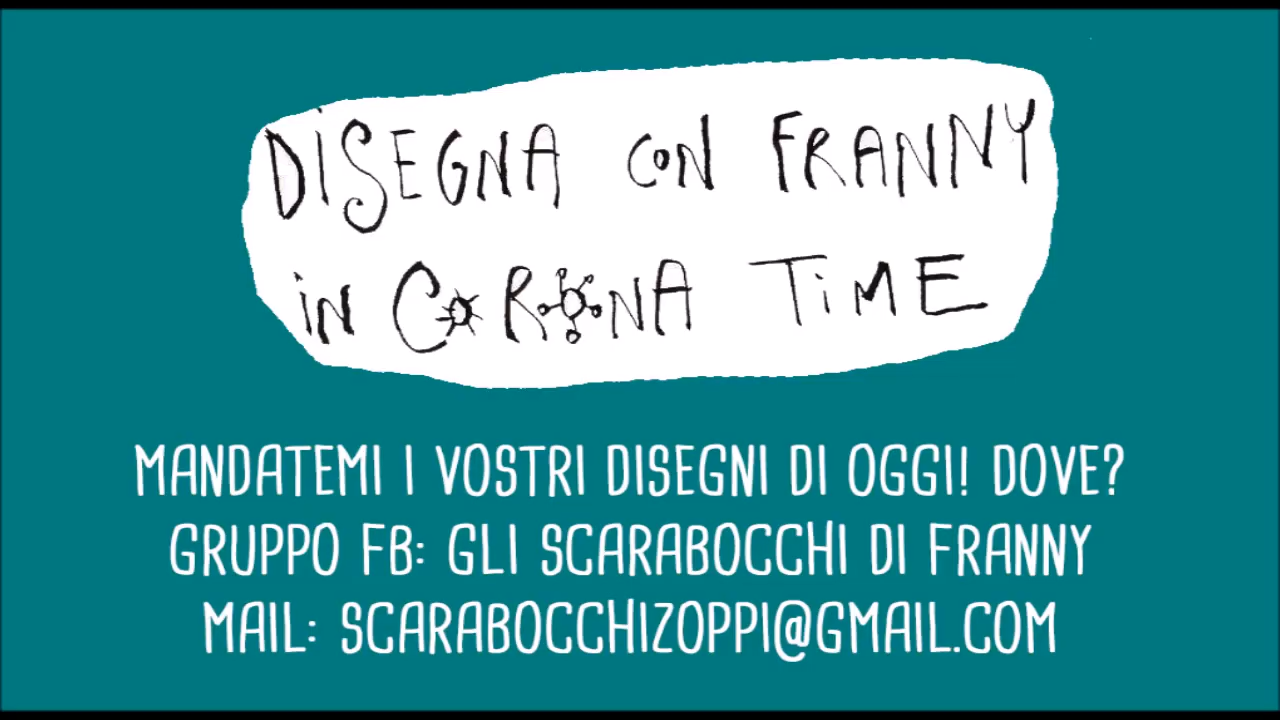 DiSEGNA CON FRANNY
iN CORONA TiME
MANDATEMI I VOSTRI DISEGNI DI OGGI! DOVE?
GRUPPO FB: GLI SCARABOCCHI DI FRANNY
MAIL: SCARABOCCHIZOPPI@GMAIL.COM